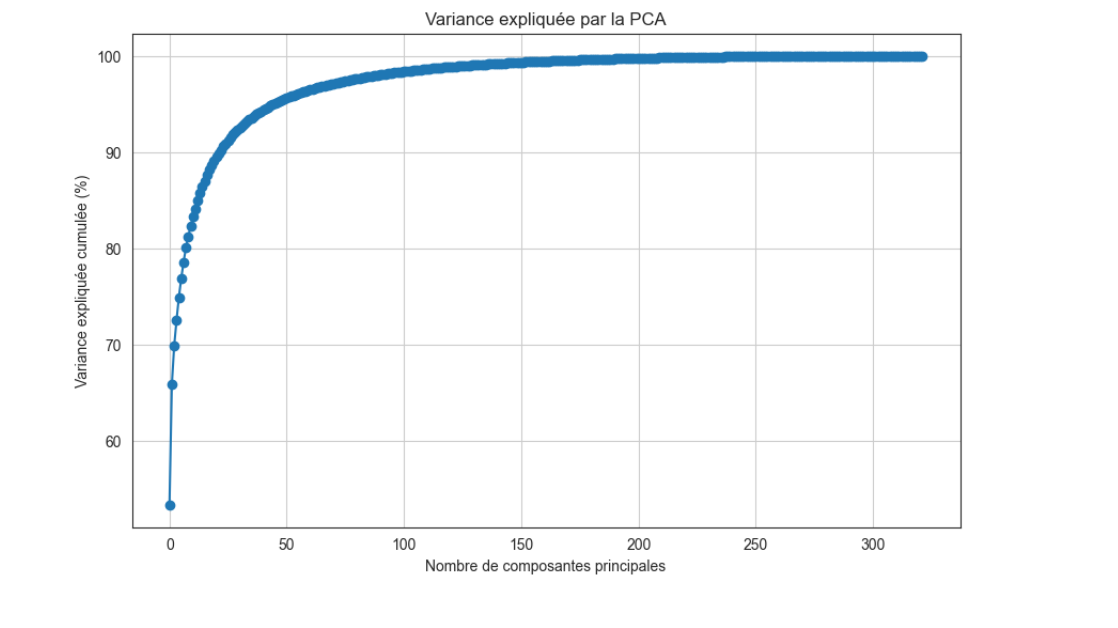 Variance expliquée par la PCA
100
90
80
70
60
Variance expliquée cumulée (%)
0 50 100 150 200 250 300
Nombre de composantes principales